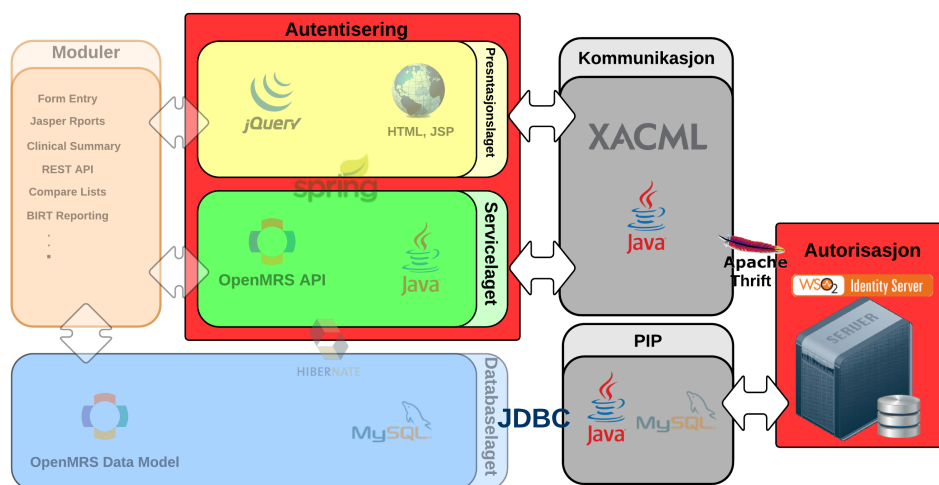 Moduler
Form Entry
Jasper Rports
Clinical Summary
REST API
Compare Lists
BIRT Reporting
Autentisering
jQuery
HTML, JSP
Presntasjonslaget
spring
OpenMRS API
Java
Servicelaget
Kommunikasjon
XACML
Java
Apache
Thrift
Autorisasjon
WSO2 Identity Server
SERVER
HIBERNATE
OpenMRS Data Model
MySQL
Databaselaget
JDBC
PIP
Java
MySQL